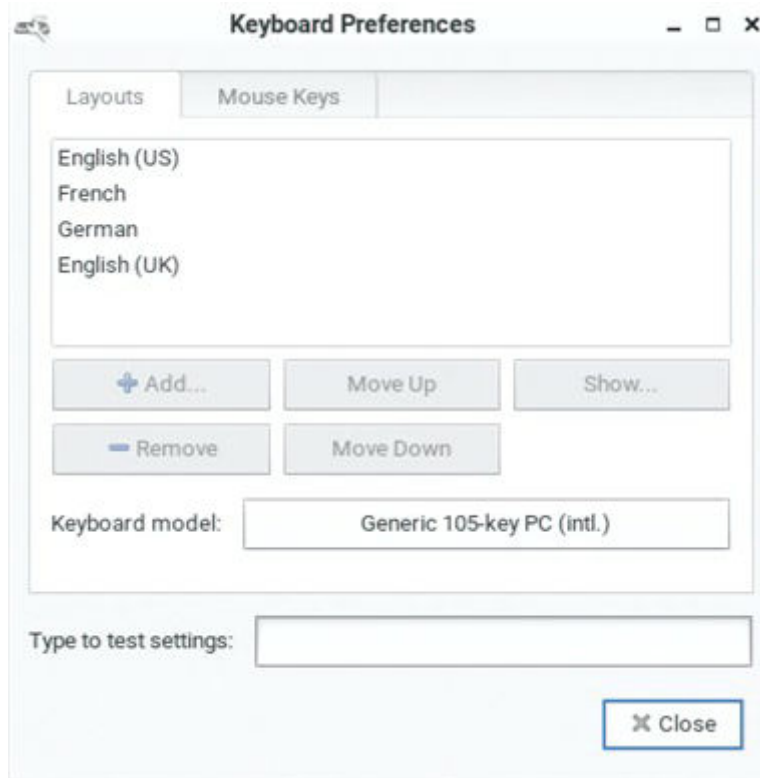 Keyboard Preferences
Layouts Mouse Keys
English (US)
French
German
English (UK)
Add... Move Up Show...
Remove Move Down
Keyboard model: Generic 105-key PC (intl.)
Type to test settings:
Close